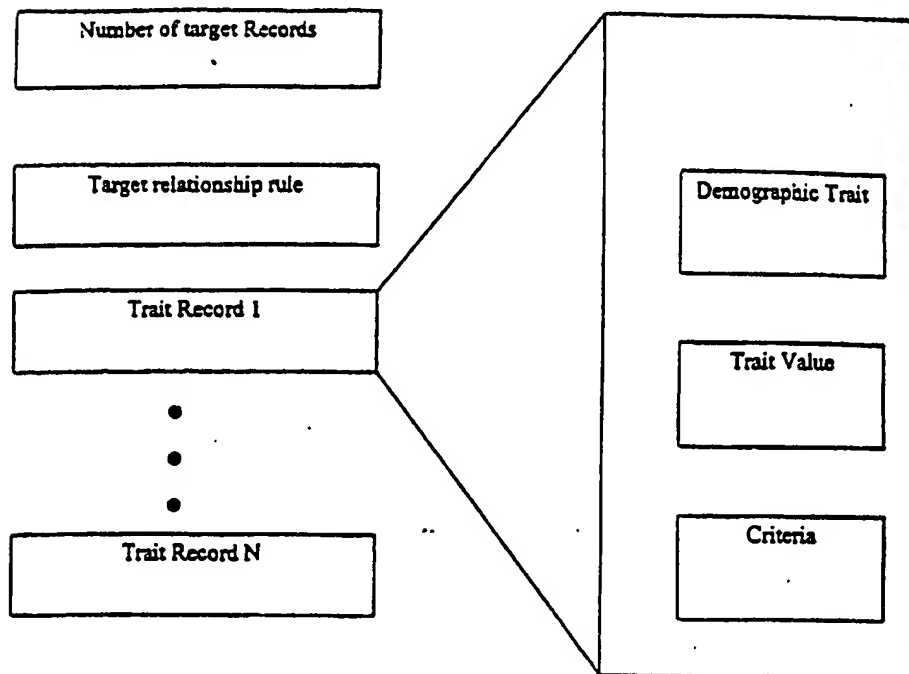 Number of target Records
Target relationship rule
Trait Record 1
Trait Record N
Demographic Trait
Trait Value
Criteria